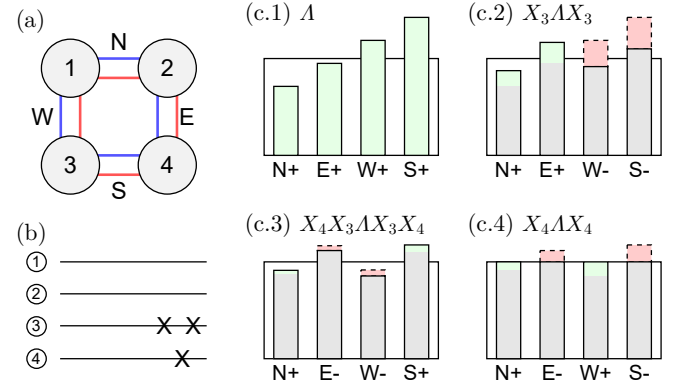 (a)
N
1
2
W
E
3
4
S
(b)
1
2
3 X X
4 X
(c.1) Λ
N+ E+ W+ S+
(c.2) X₃ΛX₃
N+ E+ W- S-
(c.3) X₄X₃ΛX₃X₄
N+ E- W- S+
(c.4) X₄ΛX₄
N+ E- W+ S-